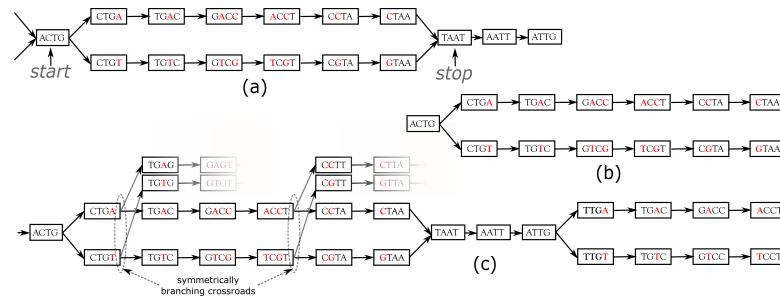 CTGA TGAC GACC ACCT CCTA CTAA
ACTG TAAT AATT ATTG
CTGT TGTC GTCG TCGT CGTA GTAA
start stop
(a)
CTGA TGAC GACC ACCT CCTA CTAA
ACTG
CTGT TGTC GTCG TCGT CGTA GTAA
(b)
TGAG GAGT CCTT CTTA
TGTG GTGT CGTT GTTA
CTGA TGAC GACC ACCT CCTA CTAA TTGA TGAC GACC ACCT
ACTG TAAT AATT ATTG
CTGT TGTC GTCG TCGT CGTA GTAA TTGT TGTC GTCC TCCT
(c)
symmetrically
branching crossroads